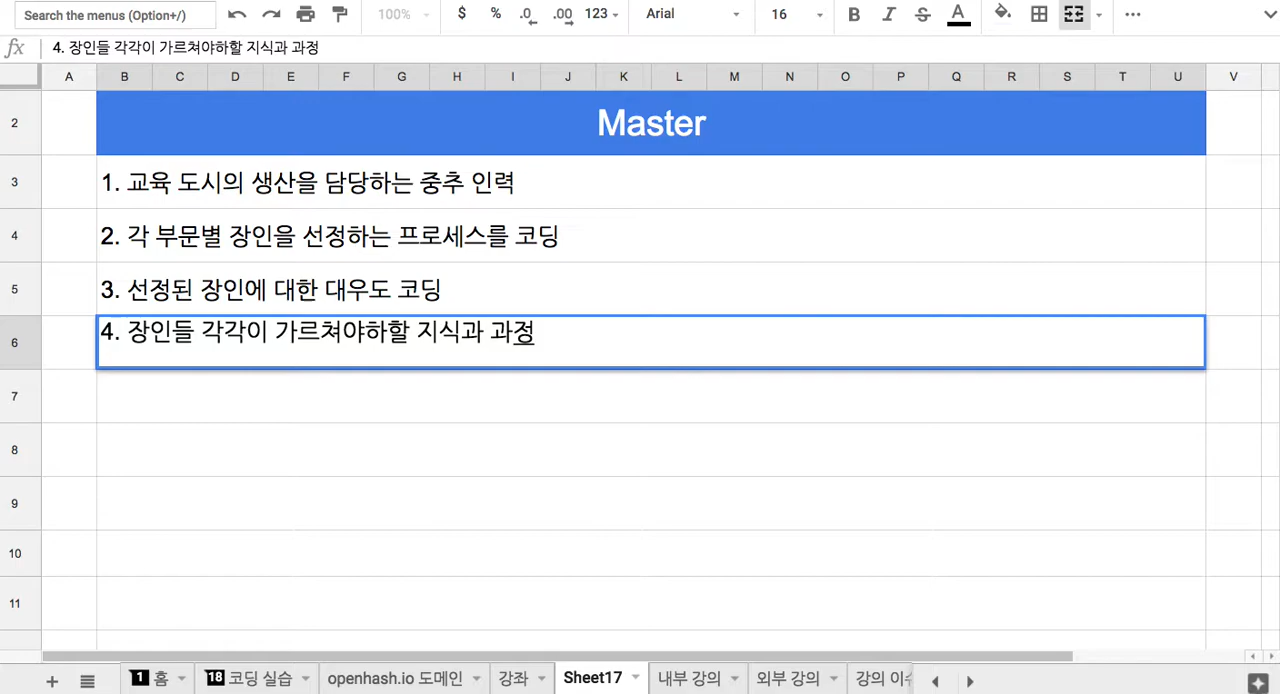 Search the menus (Option+/) 100% $ % .0 .00 123 Arial 16 B I S A
fx 4. 장인들 각각이 가르쳐야하할 지식과 과정
A B C D E F G H I J K L M N O P Q R S T U V
2 Master
3 1. 교육 도시의 생산을 담당하는 중추 인력
4 2. 각 부문별 장인을 선정하는 프로세스를 코딩
5 3. 선정된 장인에 대한 대우도 코딩
6 4. 장인들 각각이 가르쳐야하할 지식과 과정
7
8
9
10
11
1 홈 18 코딩 실습 openhash.io 도메인 강좌 Sheet17 내부 강의 외부 강의 강의